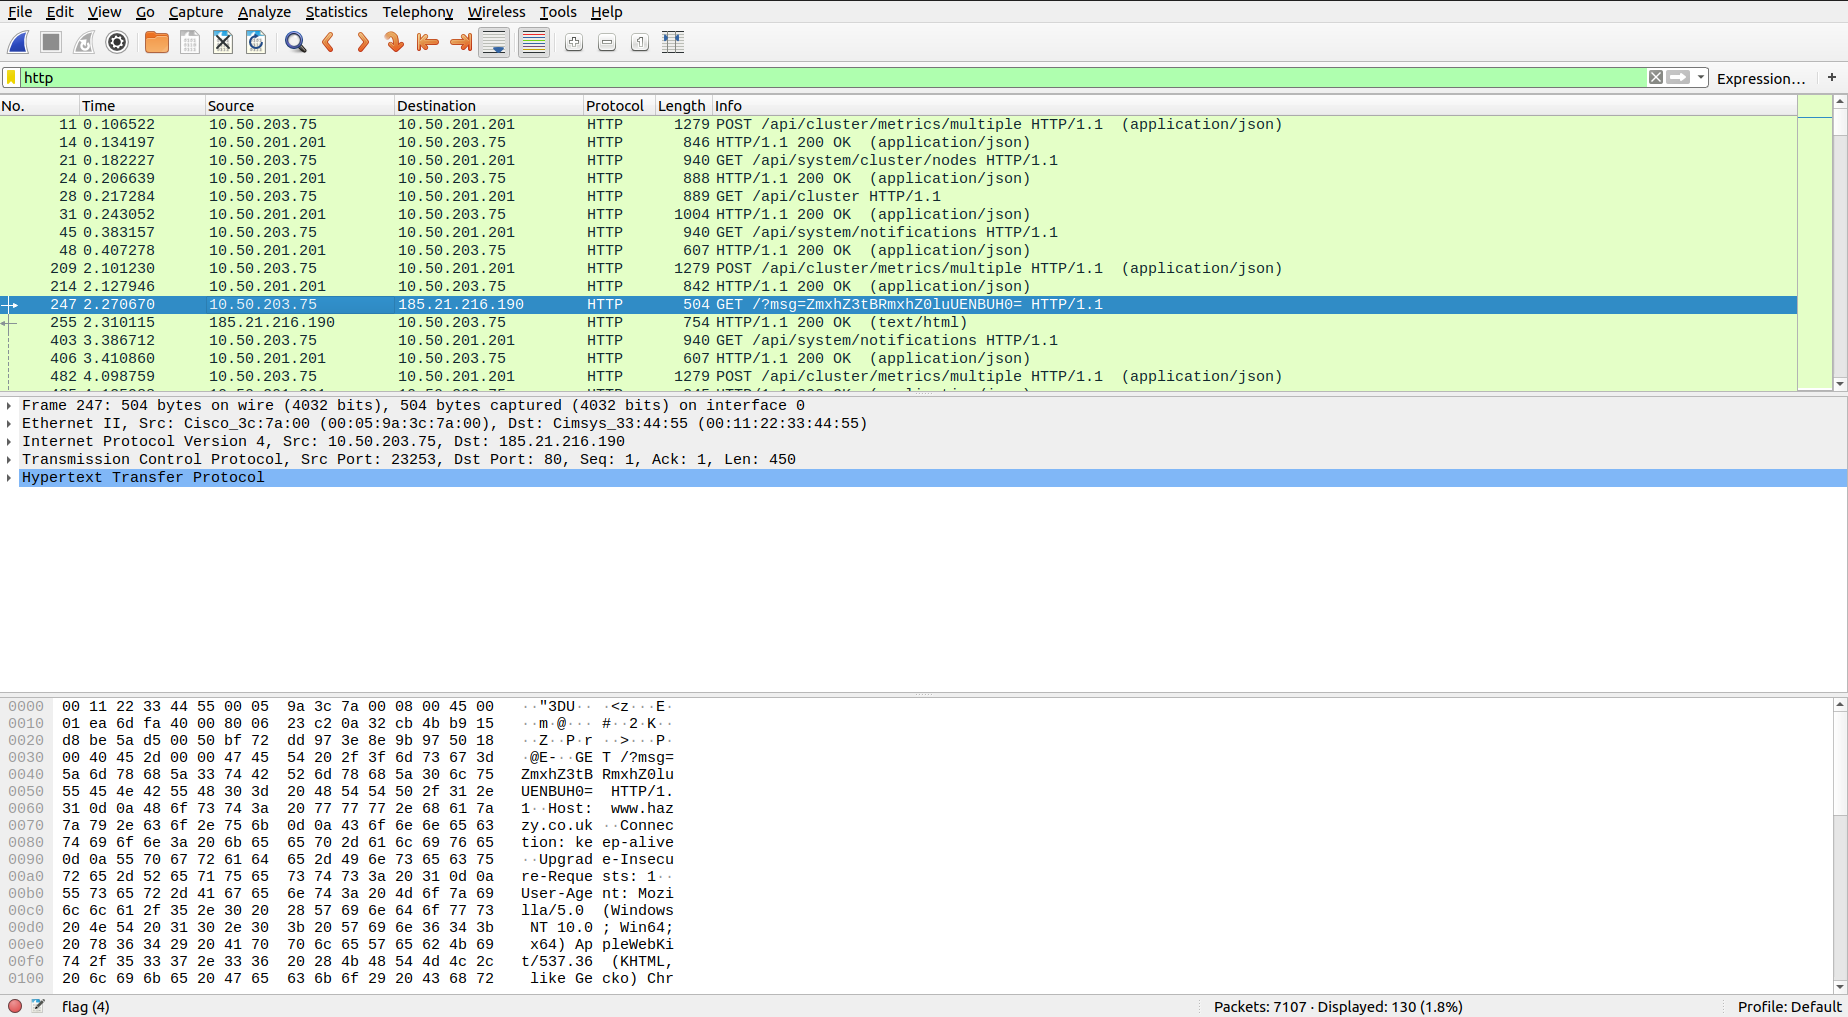 File Edit View Go Capture Analyze Statistics Telephony Wireless Tools Help
http Expression… +
No. Time Source Destination Protocol Length Info
11 0.106522 10.50.203.75 10.50.201.201 HTTP 1279 POST /api/cluster/metrics/multiple HTTP/1.1 (application/json)
14 0.134197 10.50.201.201 10.50.203.75 HTTP 846 HTTP/1.1 200 OK (application/json)
21 0.182227 10.50.203.75 10.50.201.201 HTTP 940 GET /api/system/cluster/nodes HTTP/1.1
24 0.206639 10.50.201.201 10.50.203.75 HTTP 888 HTTP/1.1 200 OK (application/json)
28 0.217284 10.50.203.75 10.50.201.201 HTTP 889 GET /api/cluster HTTP/1.1
31 0.243052 10.50.201.201 10.50.203.75 HTTP 1004 HTTP/1.1 200 OK (application/json)
45 0.383157 10.50.203.75 10.50.201.201 HTTP 940 GET /api/system/notifications HTTP/1.1
48 0.407278 10.50.201.201 10.50.203.75 HTTP 607 HTTP/1.1 200 OK (application/json)
209 2.101230 10.50.203.75 10.50.201.201 HTTP 1279 POST /api/cluster/metrics/multiple HTTP/1.1 (application/json)
214 2.127946 10.50.201.201 10.50.203.75 HTTP 842 HTTP/1.1 200 OK (application/json)
247 2.270670 10.50.203.75 185.21.216.190 HTTP 504 GET /?msg=ZmxhZ3tBRmxhZ0luUENBUH0= HTTP/1.1
255 2.310115 185.21.216.190 10.50.203.75 HTTP 754 HTTP/1.1 200 OK (text/html)
403 3.386712 10.50.203.75 10.50.201.201 HTTP 940 GET /api/system/notifications HTTP/1.1
406 3.410860 10.50.201.201 10.50.203.75 HTTP 607 HTTP/1.1 200 OK (application/json)
482 4.098759 10.50.203.75 10.50.201.201 HTTP 1279 POST /api/cluster/metrics/multiple HTTP/1.1 (application/json)
Frame 247: 504 bytes on wire (4032 bits), 504 bytes captured (4032 bits) on interface 0
Ethernet II, Src: Cisco_3c:7a:00 (00:05:9a:3c:7a:00), Dst: Cimsys_33:44:55 (00:11:22:33:44:55)
Internet Protocol Version 4, Src: 10.50.203.75, Dst: 185.21.216.190
Transmission Control Protocol, Src Port: 23253, Dst Port: 80, Seq: 1, Ack: 1, Len: 450
Hypertext Transfer Protocol
0000 00 11 22 33 44 55 00 05 9a 3c 7a 00 08 00 45 00 ··"3DU·· ·<z···E·
0010 01 ea 6d fa 40 00 80 06 23 c2 0a 32 cb 4b b9 15 ··m·@··· #··2·K··
0020 d8 be 5a d5 00 50 bf 72 dd 97 3e 8e 9b 97 50 18 ··Z··P·r ··>···P·
0030 00 40 45 2d 00 00 47 45 54 20 2f 3f 6d 73 67 3d ·@E-··GE T /?msg=
0040 5a 6d 78 68 5a 33 74 42 52 6d 78 68 5a 30 6c 75 ZmxhZ3tB RmxhZ0lu
0050 55 45 4e 42 55 48 30 3d 20 48 54 54 50 2f 31 2e UENBUH0= HTTP/1.
0060 31 0d 0a 48 6f 73 74 3a 20 77 77 77 2e 68 61 7a 1··Host: www.haz
0070 7a 79 2e 63 6f 2e 75 6b 0d 0a 43 6f 6e 6e 65 63 zy.co.uk ··Connec
0080 74 69 6f 6e 3a 20 6b 65 65 70 2d 61 6c 69 76 65 tion: ke ep-alive
0090 0d 0a 55 70 67 72 61 64 65 2d 49 6e 73 65 63 75 ··Upgrad e-Insecu
00a0 72 65 2d 52 65 71 75 65 73 74 73 3a 20 31 0d 0a re-Reque sts: 1··
00b0 55 73 65 72 2d 41 67 65 6e 74 3a 20 4d 6f 7a 69 User-Age nt: Mozi
00c0 6c 6c 61 2f 35 2e 30 20 28 57 69 6e 64 6f 77 73 lla/5.0 (Windows
00d0 20 4e 54 20 31 30 2e 30 3b 20 57 69 6e 36 34 3b NT 10.0 ; Win64;
00e0 20 78 36 34 29 20 41 70 70 6c 65 57 65 62 4b 69 x64) Ap pleWebKi
00f0 74 2f 35 33 37 2e 33 36 20 28 4b 48 54 4d 4c 2c t/537.36 (KHTML,
0100 20 6c 69 6b 65 20 47 65 63 6b 6f 29 20 43 68 72 like Ge cko) Chr
flag (4) Packets: 7107 · Displayed: 130 (1.8%) Profile: Default